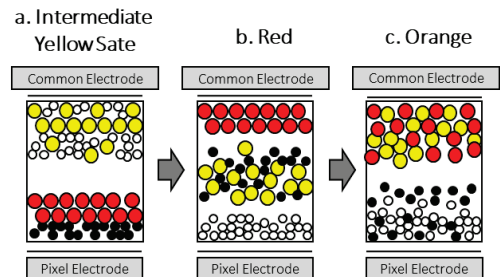 a. Intermediate
Yellow Sate
b. Red
c. Orange
Common Electrode
Common Electrode
Common Electrode
Pixel Electrode
Pixel Electrode
Pixel Electrode